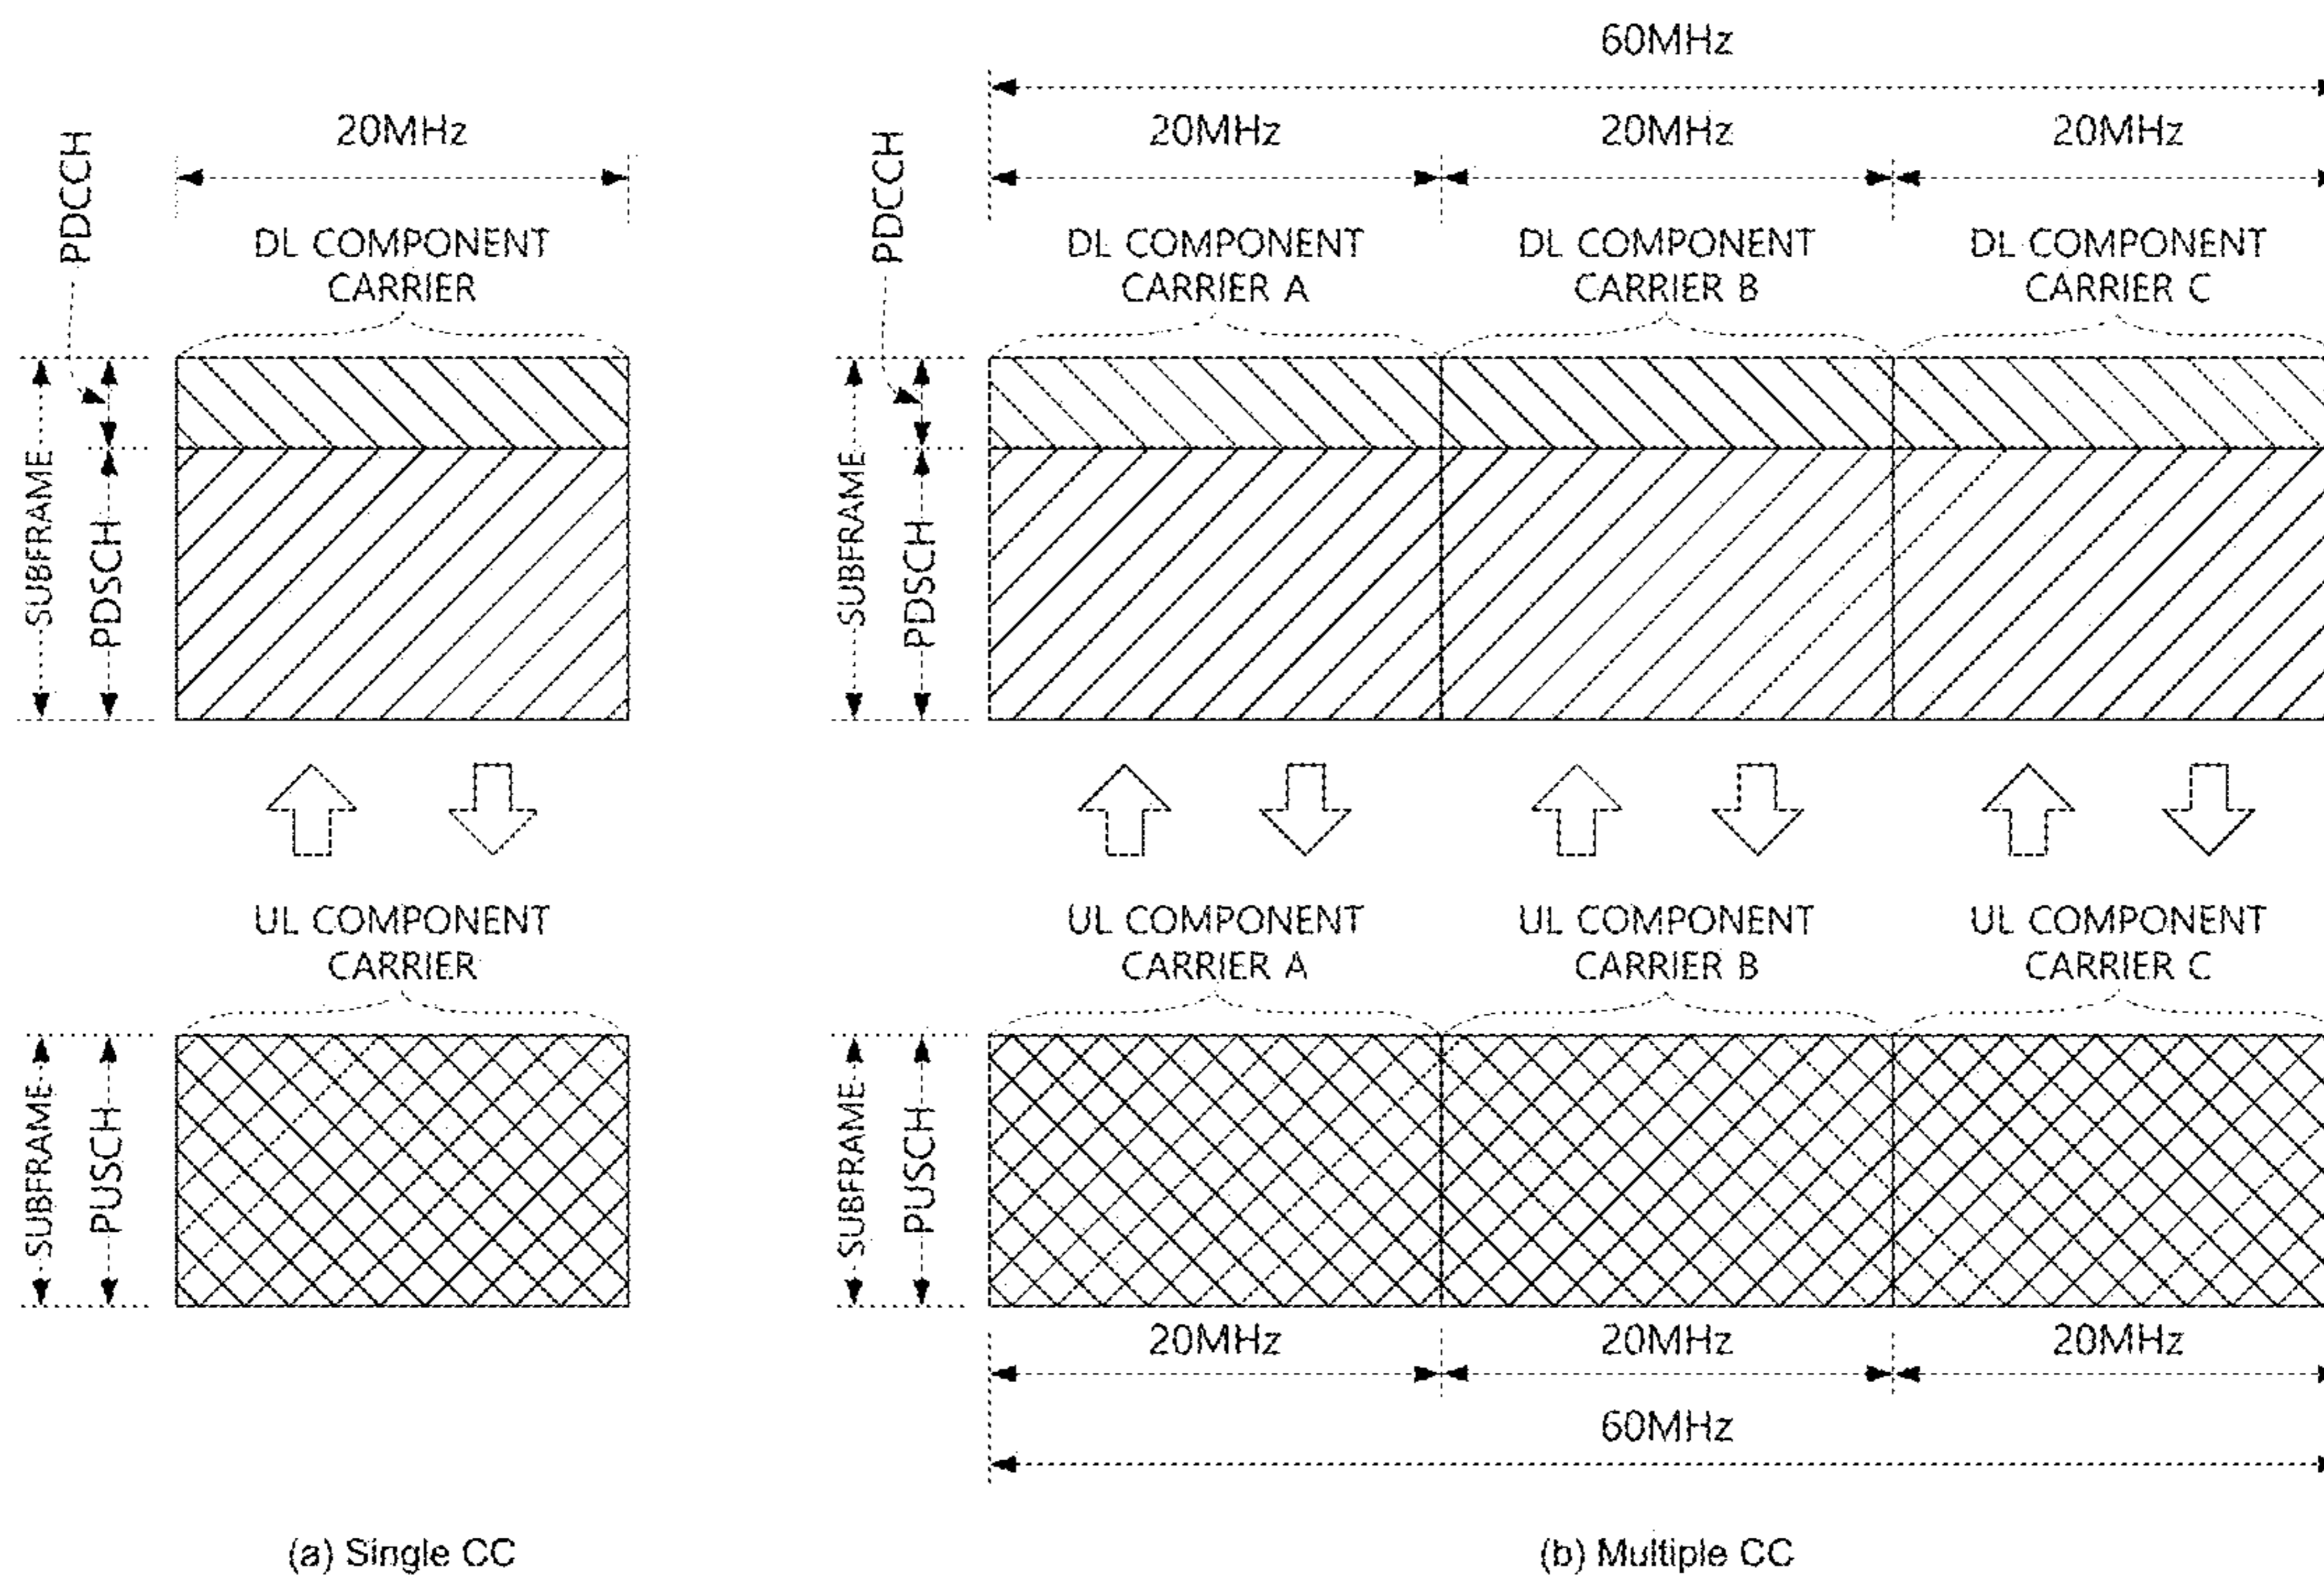 60MHz
20MHz
20MHz
20MHz
20MHz
PDCCH
PDCCH
DL COMPONENT
CARRIER
DL COMPONENT
CARRIER A
DL COMPONENT
CARRIER B
DL COMPONENT
CARRIER C
SUBFRAME
PDSCH
SUBFRAME
PDSCH
UL COMPONENT
CARRIER
UL COMPONENT
CARRIER A
UL COMPONENT
CARRIER B
UL COMPONENT
CARRIER C
SUBFRAME
PUSCH
SUBFRAME
PUSCH
20MHz
20MHz
20MHz
60MHz
(a) Single CC
(b) Multiple CC